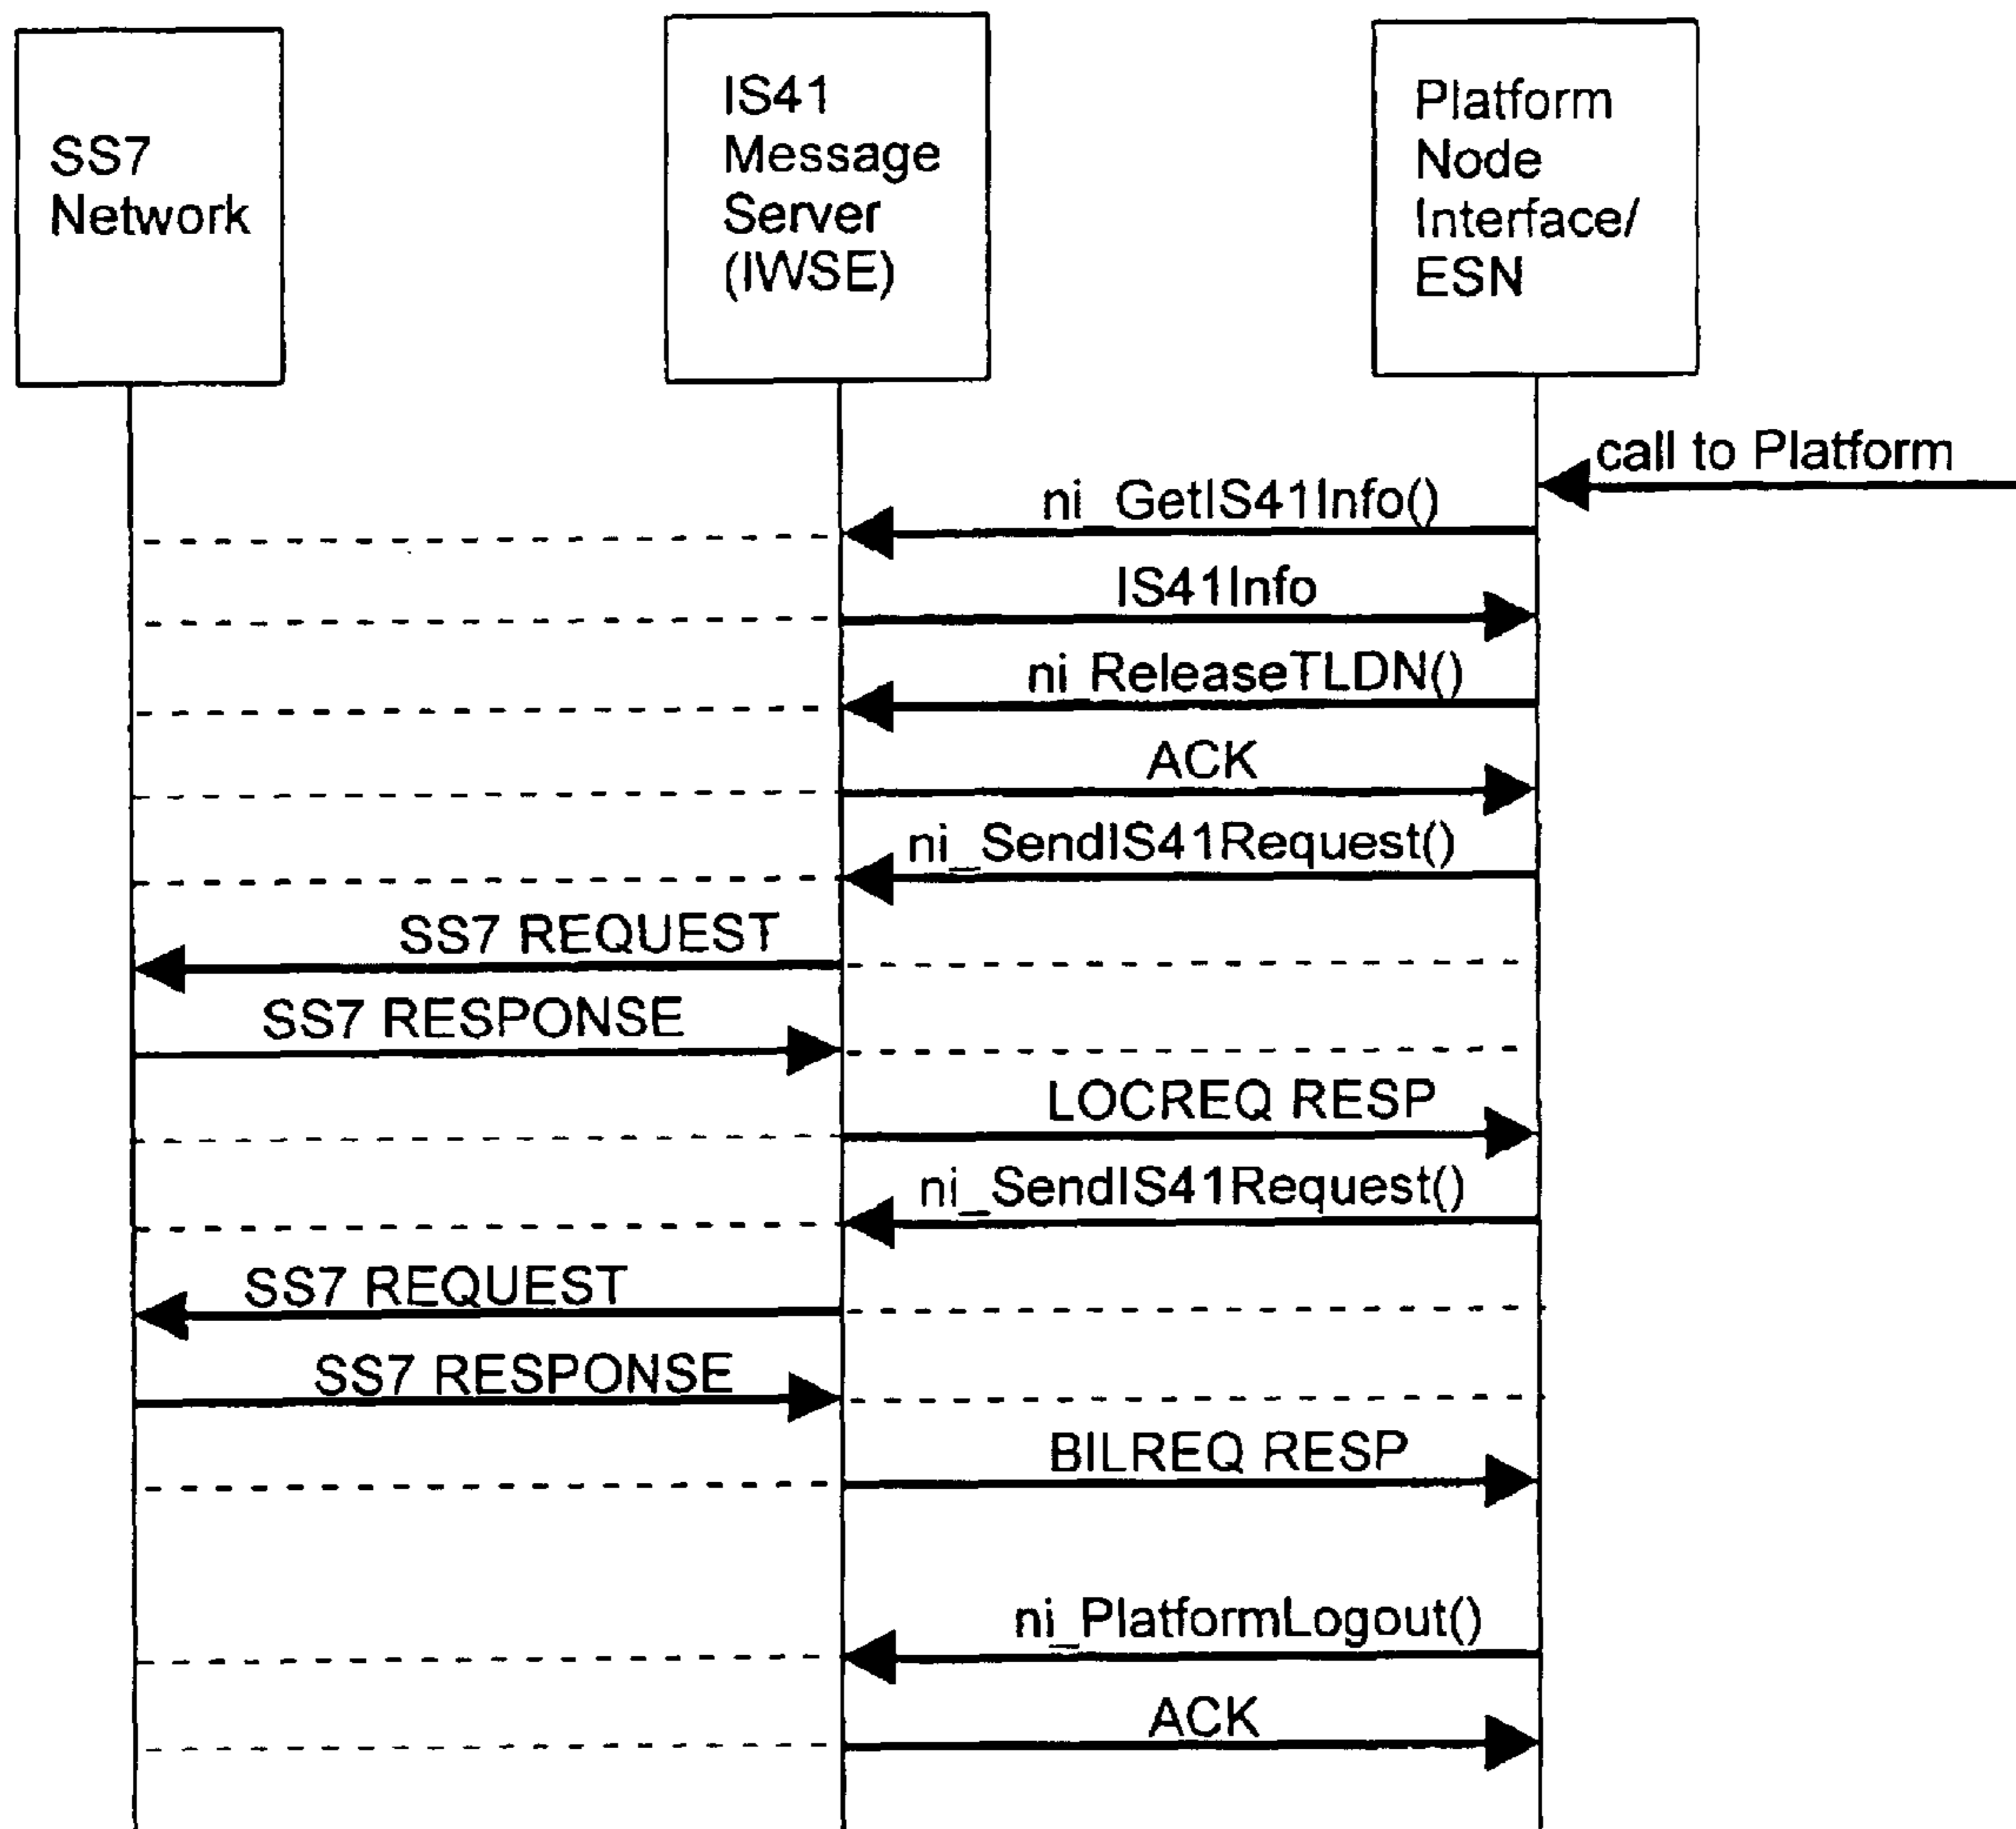 SS7
Network
IS41
Message
Server
(IWSE)
Platform
Node
Interface/
ESN
call to Platform
ni_GetIS41Info()
IS41Info
ni_ReleaseTLDN()
ACK
ni_SendIS41Request()
SS7 REQUEST
SS7 RESPONSE
LOCREQ RESP
ni_SendIS41Request()
SS7 REQUEST
SS7 RESPONSE
BILREQ RESP
ni_PlatformLogout()
ACK